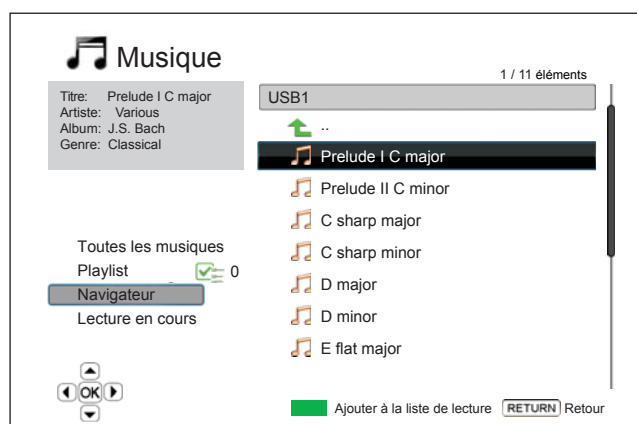 Musique
1 / 11 éléments
Titre: Prelude I C major
Artiste: Various
Album: J.S. Bach
Genre: Classical
USB1
..
Prelude I C major
Prelude II C minor
C sharp major
C sharp minor
D major
D minor
E flat major
Toutes les musiques
Playlist 0
Navigateur
Lecture en cours
OK
Ajouter à la liste de lecture RETURN Retour